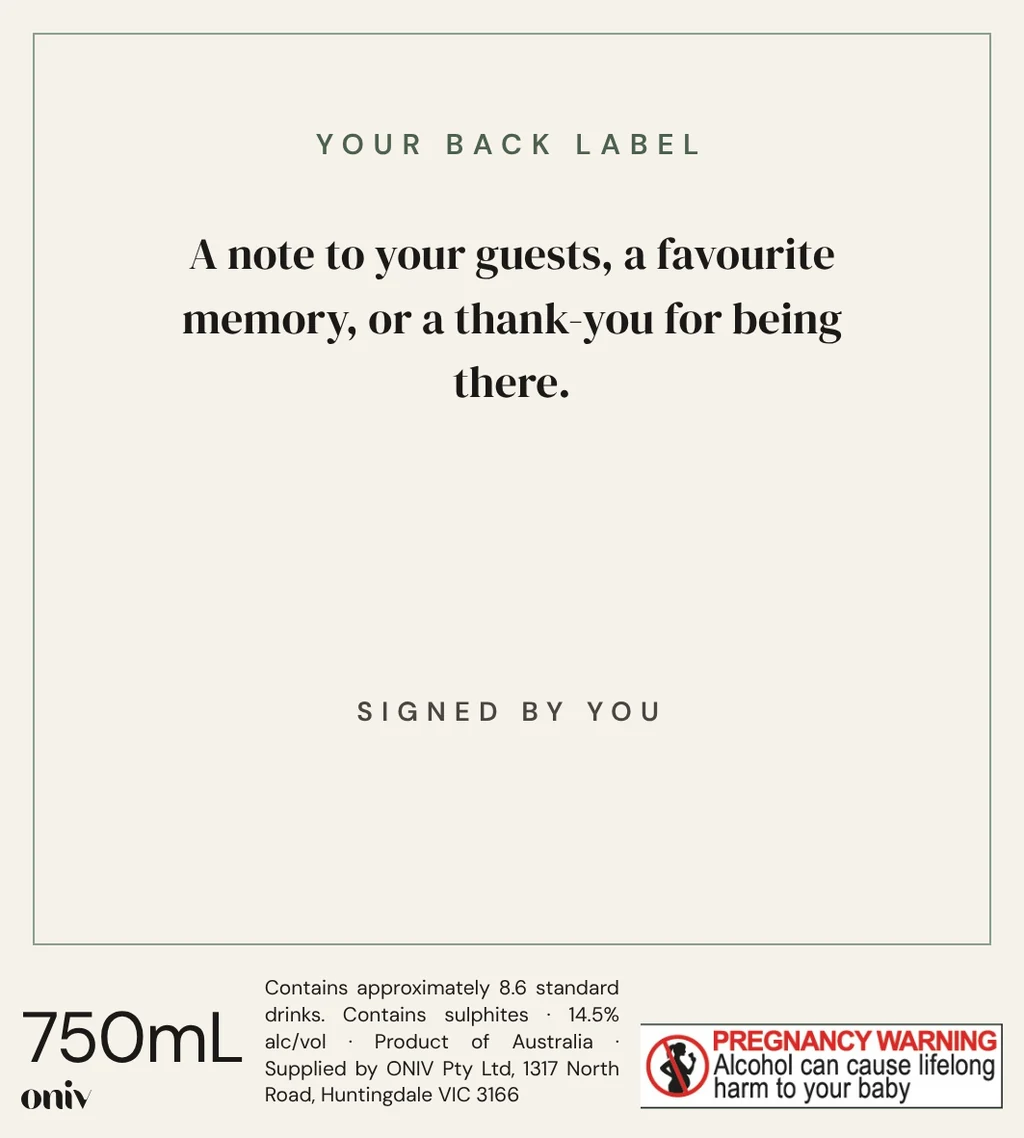 YOUR BACK LABEL
A note to your guests, a favourite
memory, or a thank-you for being
there.
SIGNED BY YOU
750mL
oniv
Contains approximately 8.6 standard
drinks. Contains sulphites · 14.5%
alc/vol · Product of Australia ·
Supplied by ONIV Pty Ltd, 1317 North
Road, Huntingdale VIC 3166
PREGNANCY WARNING
Alcohol can cause lifelong
harm to your baby